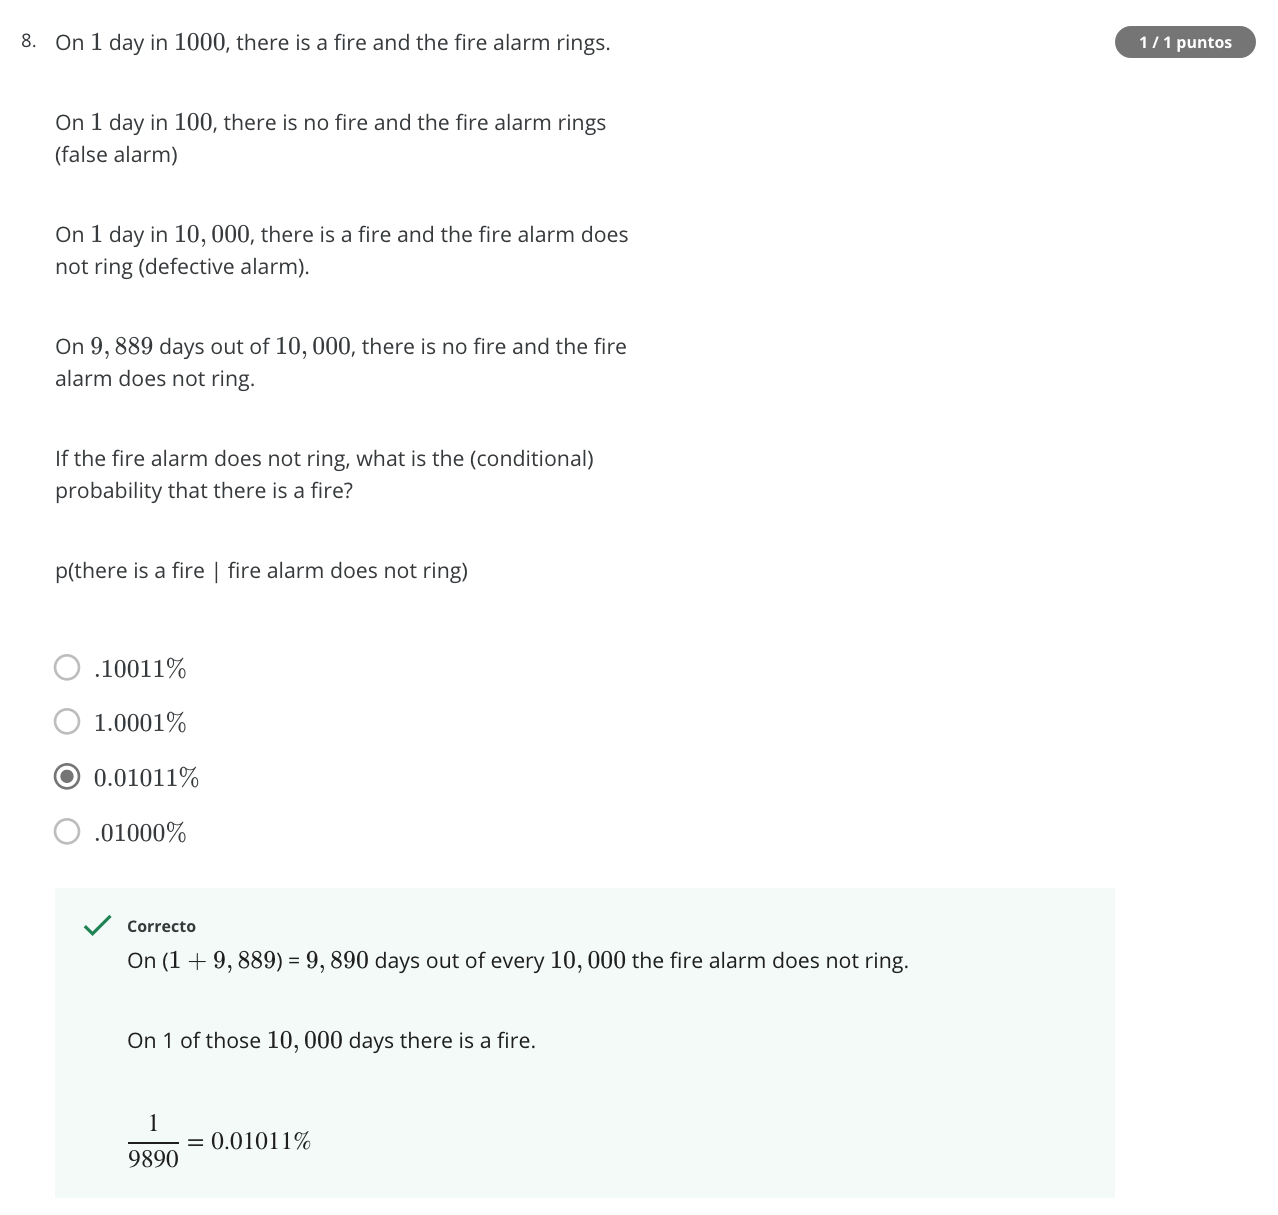 8. On 1 day in 1000, there is a fire and the fire alarm rings.
1 / 1 puntos
On 1 day in 100, there is no fire and the fire alarm rings
(false alarm)
On 1 day in 10, 000, there is a fire and the fire alarm does
not ring (defective alarm).
On 9, 889 days out of 10, 000, there is no fire and the fire
alarm does not ring.
If the fire alarm does not ring, what is the (conditional)
probability that there is a fire?
p(there is a fire | fire alarm does not ring)
.10011%
1.0001%
0.01011%
.01000%
Correcto
On (1 + 9, 889) = 9, 890 days out of every 10, 000 the fire alarm does not ring.
On 1 of those 10, 000 days there is a fire.
1
9890
= 0.01011%